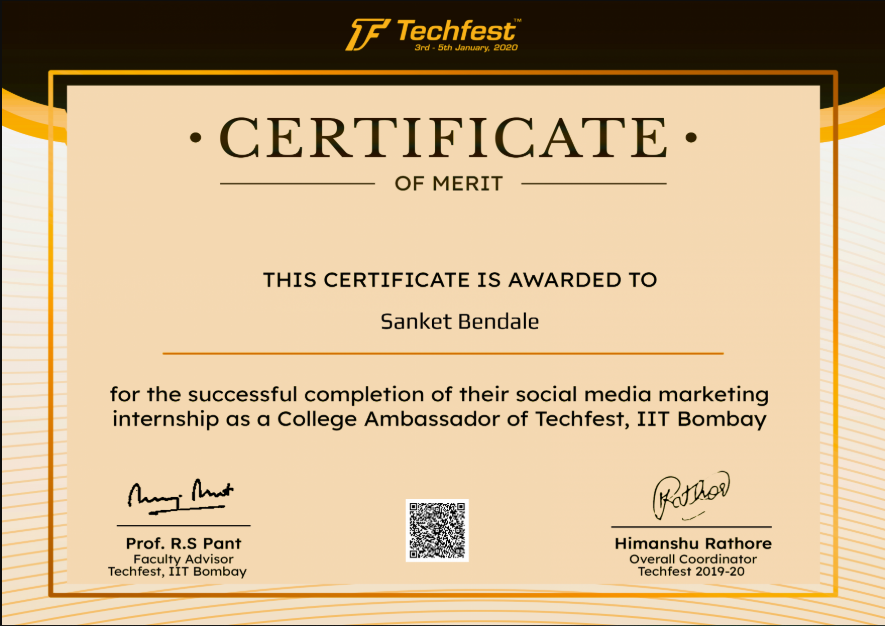 Techfest™
3rd - 5th January, 2020
• CERTIFICATE •
OF MERIT
THIS CERTIFICATE IS AWARDED TO
Sanket Bendale
for the successful completion of their social media marketing
internship as a College Ambassador of Techfest, IIT Bombay
Rathor
Prof. R.S Pant
Faculty Advisor
Techfest, IIT Bombay
Himanshu Rathore
Overall Coordinator
Techfest 2019-20